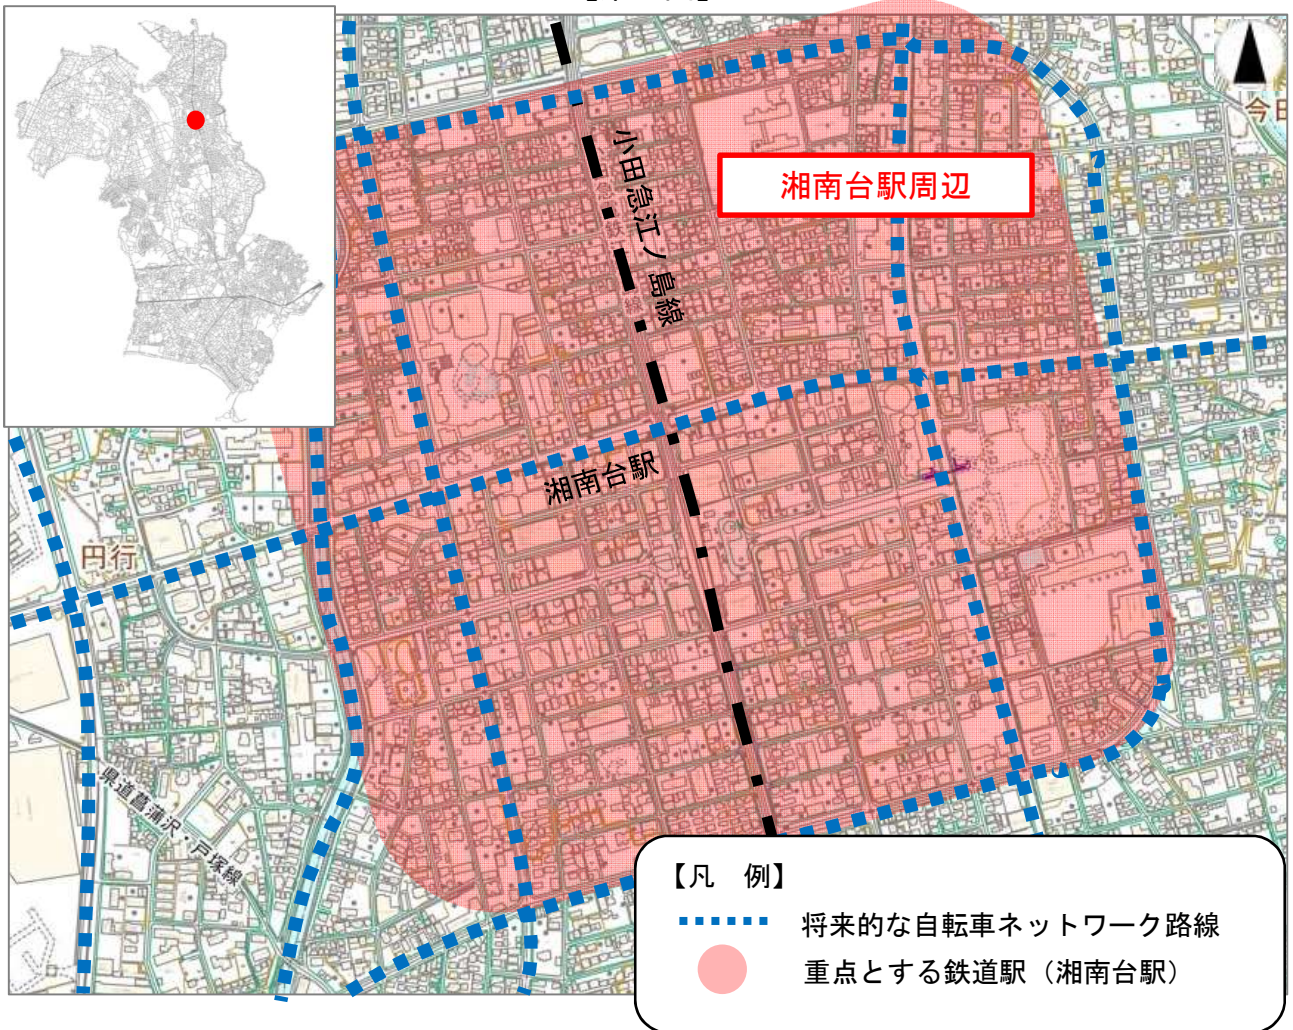 今田
湘南台駅周辺
小田急江ノ島線
湘南台駅
横
円行
県道菖蒲沢・戸塚線
【凡　例】
将来的な自転車ネットワーク路線
重点とする鉄道駅（湘南台駅）